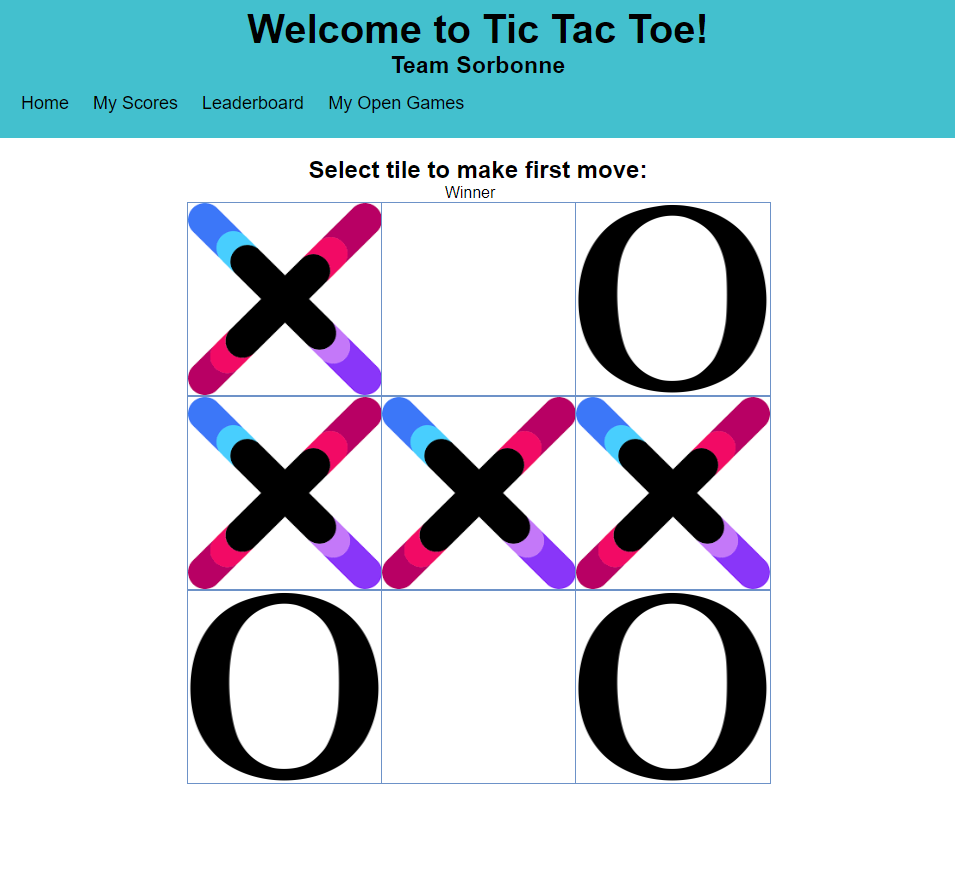 Welcome to Tic Tac Toe!
Team Sorbonne
Home My Scores Leaderboard My Open Games
Select tile to make first move:
Winner
X O
X X X
O O